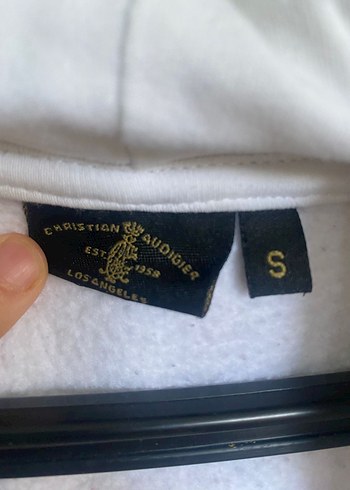 CHRISTIAN AUDIGIER
EST. 1958
LOS ANGELES
S